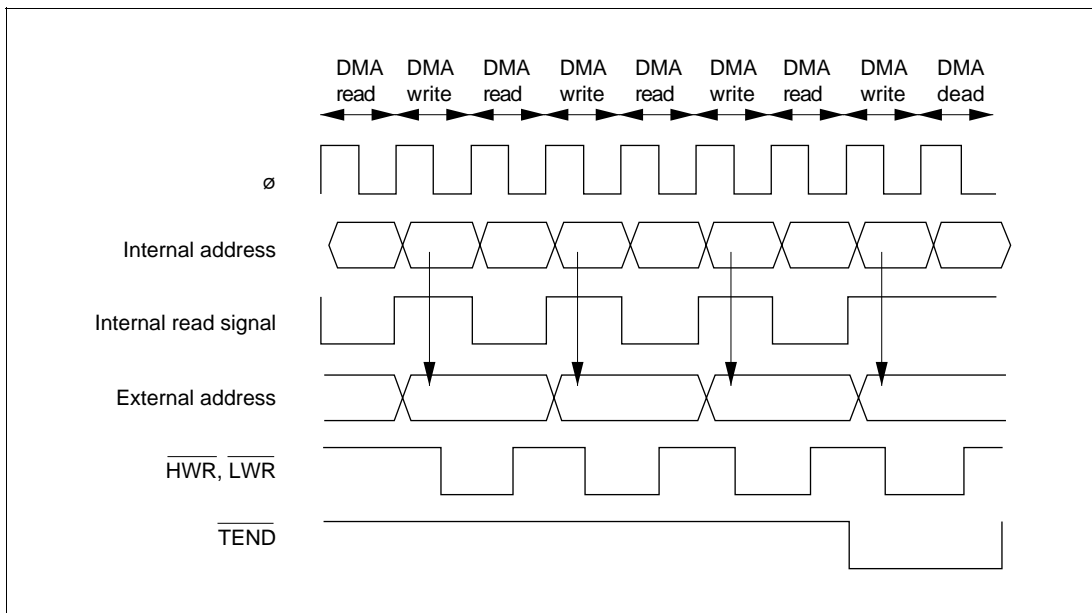 DMA read DMA write DMA read DMA write DMA read DMA write DMA read DMA write DMA dead
ø
Internal address
Internal read signal
External address
HWR, LWR
TEND